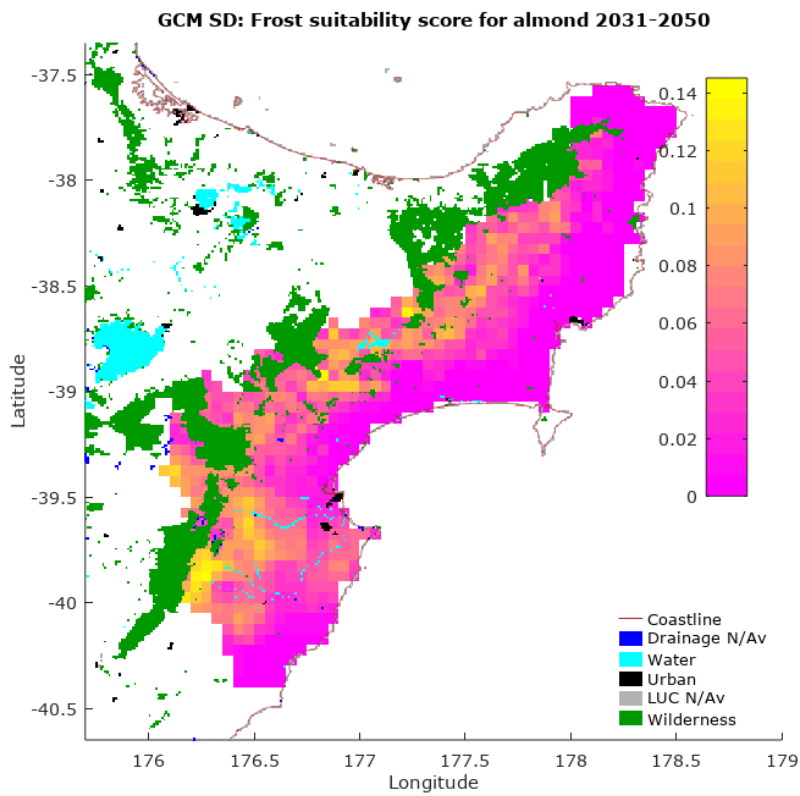 GCM SD: Frost suitability score for almond 2031-2050
-37.5
-38
-38.5
-39
-39.5
-40
-40.5
Latitude
176
176.5
177
177.5
178
178.5
179
Longitude
0.14
0.12
0.1
0.08
0.06
0.04
0.02
0
Coastline
Drainage N/Av
Water
Urban
LUC N/Av
Wilderness